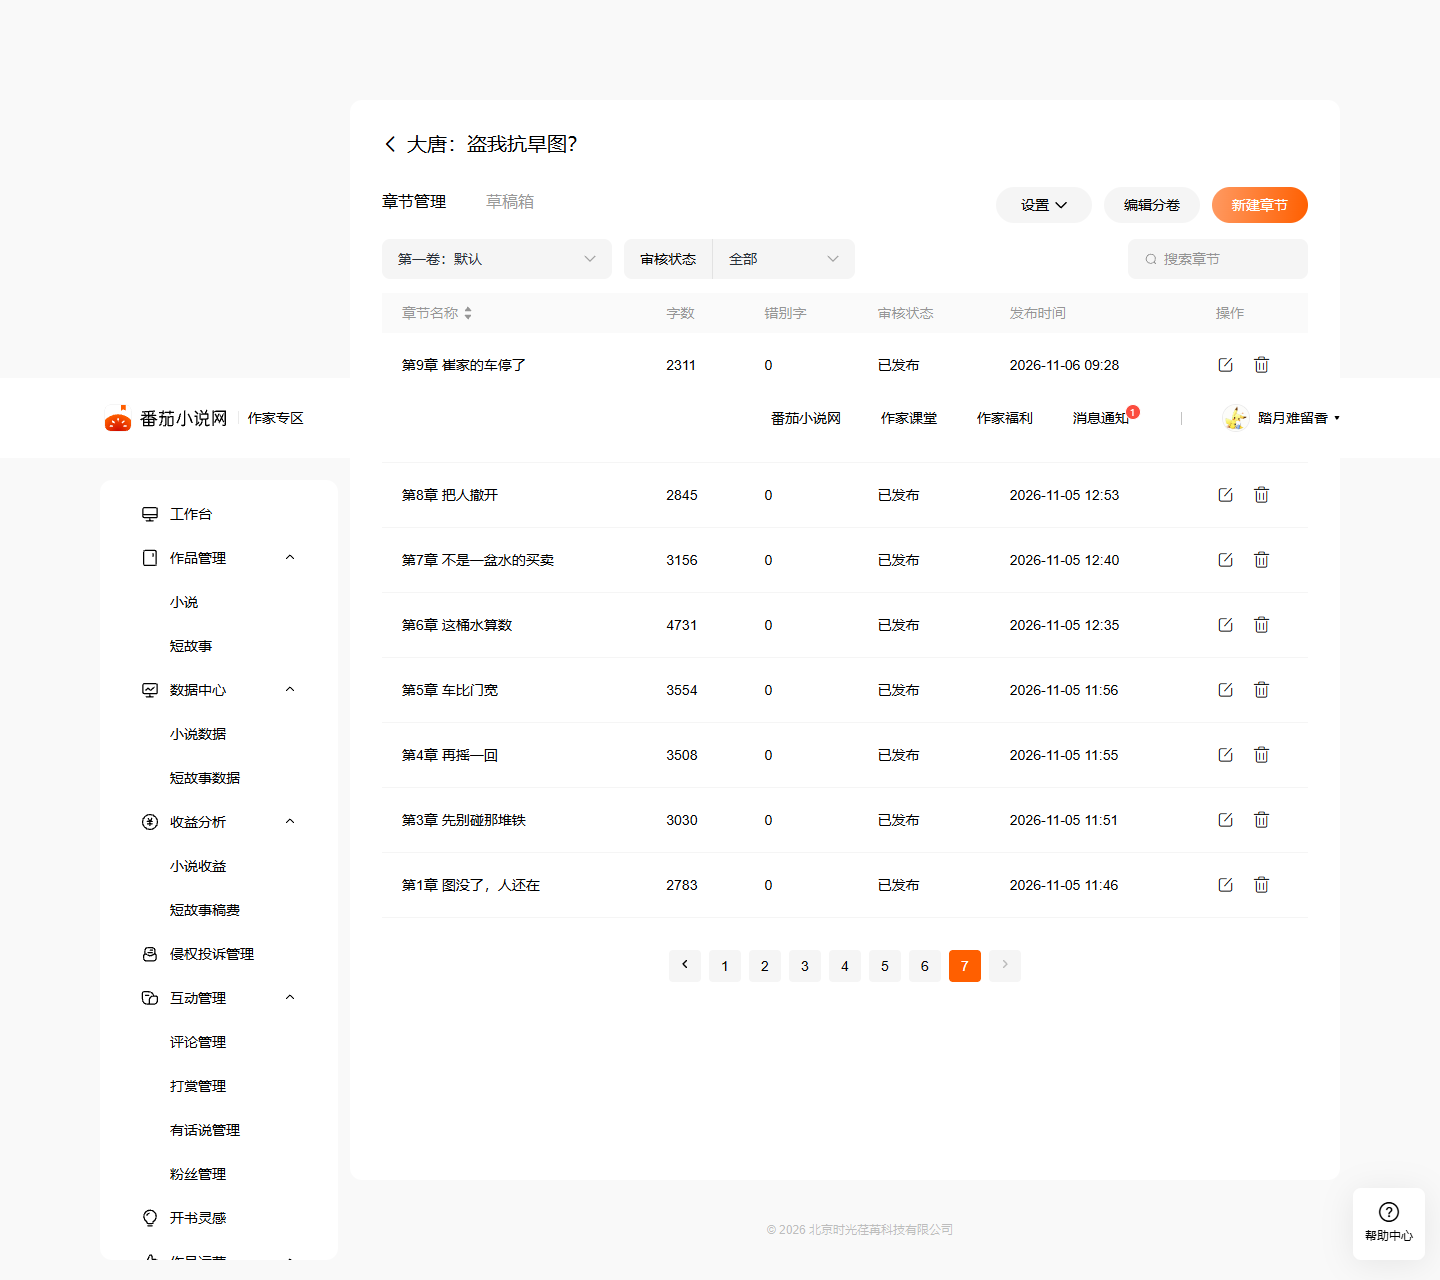 大唐：盗我抗旱图？
章节管理 草稿箱
设置 编辑分卷 新建章节
第一卷：默认 审核状态 全部 搜索章节
章节名称 字数 错别字 审核状态 发布时间 操作
第9章 崔家的车停了 2311 0 已发布 2026-11-06 09:28
番茄小说网 作家专区 番茄小说网 作家课堂 作家福利 消息通知 1 踏月难留香
第8章 把人撤开 2845 0 已发布 2026-11-05 12:53
第7章 不是一盆水的买卖 3156 0 已发布 2026-11-05 12:40
第6章 这桶水算数 4731 0 已发布 2026-11-05 12:35
第5章 车比门宽 3554 0 已发布 2026-11-05 11:56
第4章 再摇一回 3508 0 已发布 2026-11-05 11:55
第3章 先别碰那堆铁 3030 0 已发布 2026-11-05 11:51
第1章 图没了，人还在 2783 0 已发布 2026-11-05 11:46
1 2 3 4 5 6 7
工作台
作品管理
小说
短故事
数据中心
小说数据
短故事数据
收益分析
小说收益
短故事稿费
侵权投诉管理
互动管理
评论管理
打赏管理
有话说管理
粉丝管理
开书灵感
© 2026 北京时光荏苒科技有限公司
帮助中心